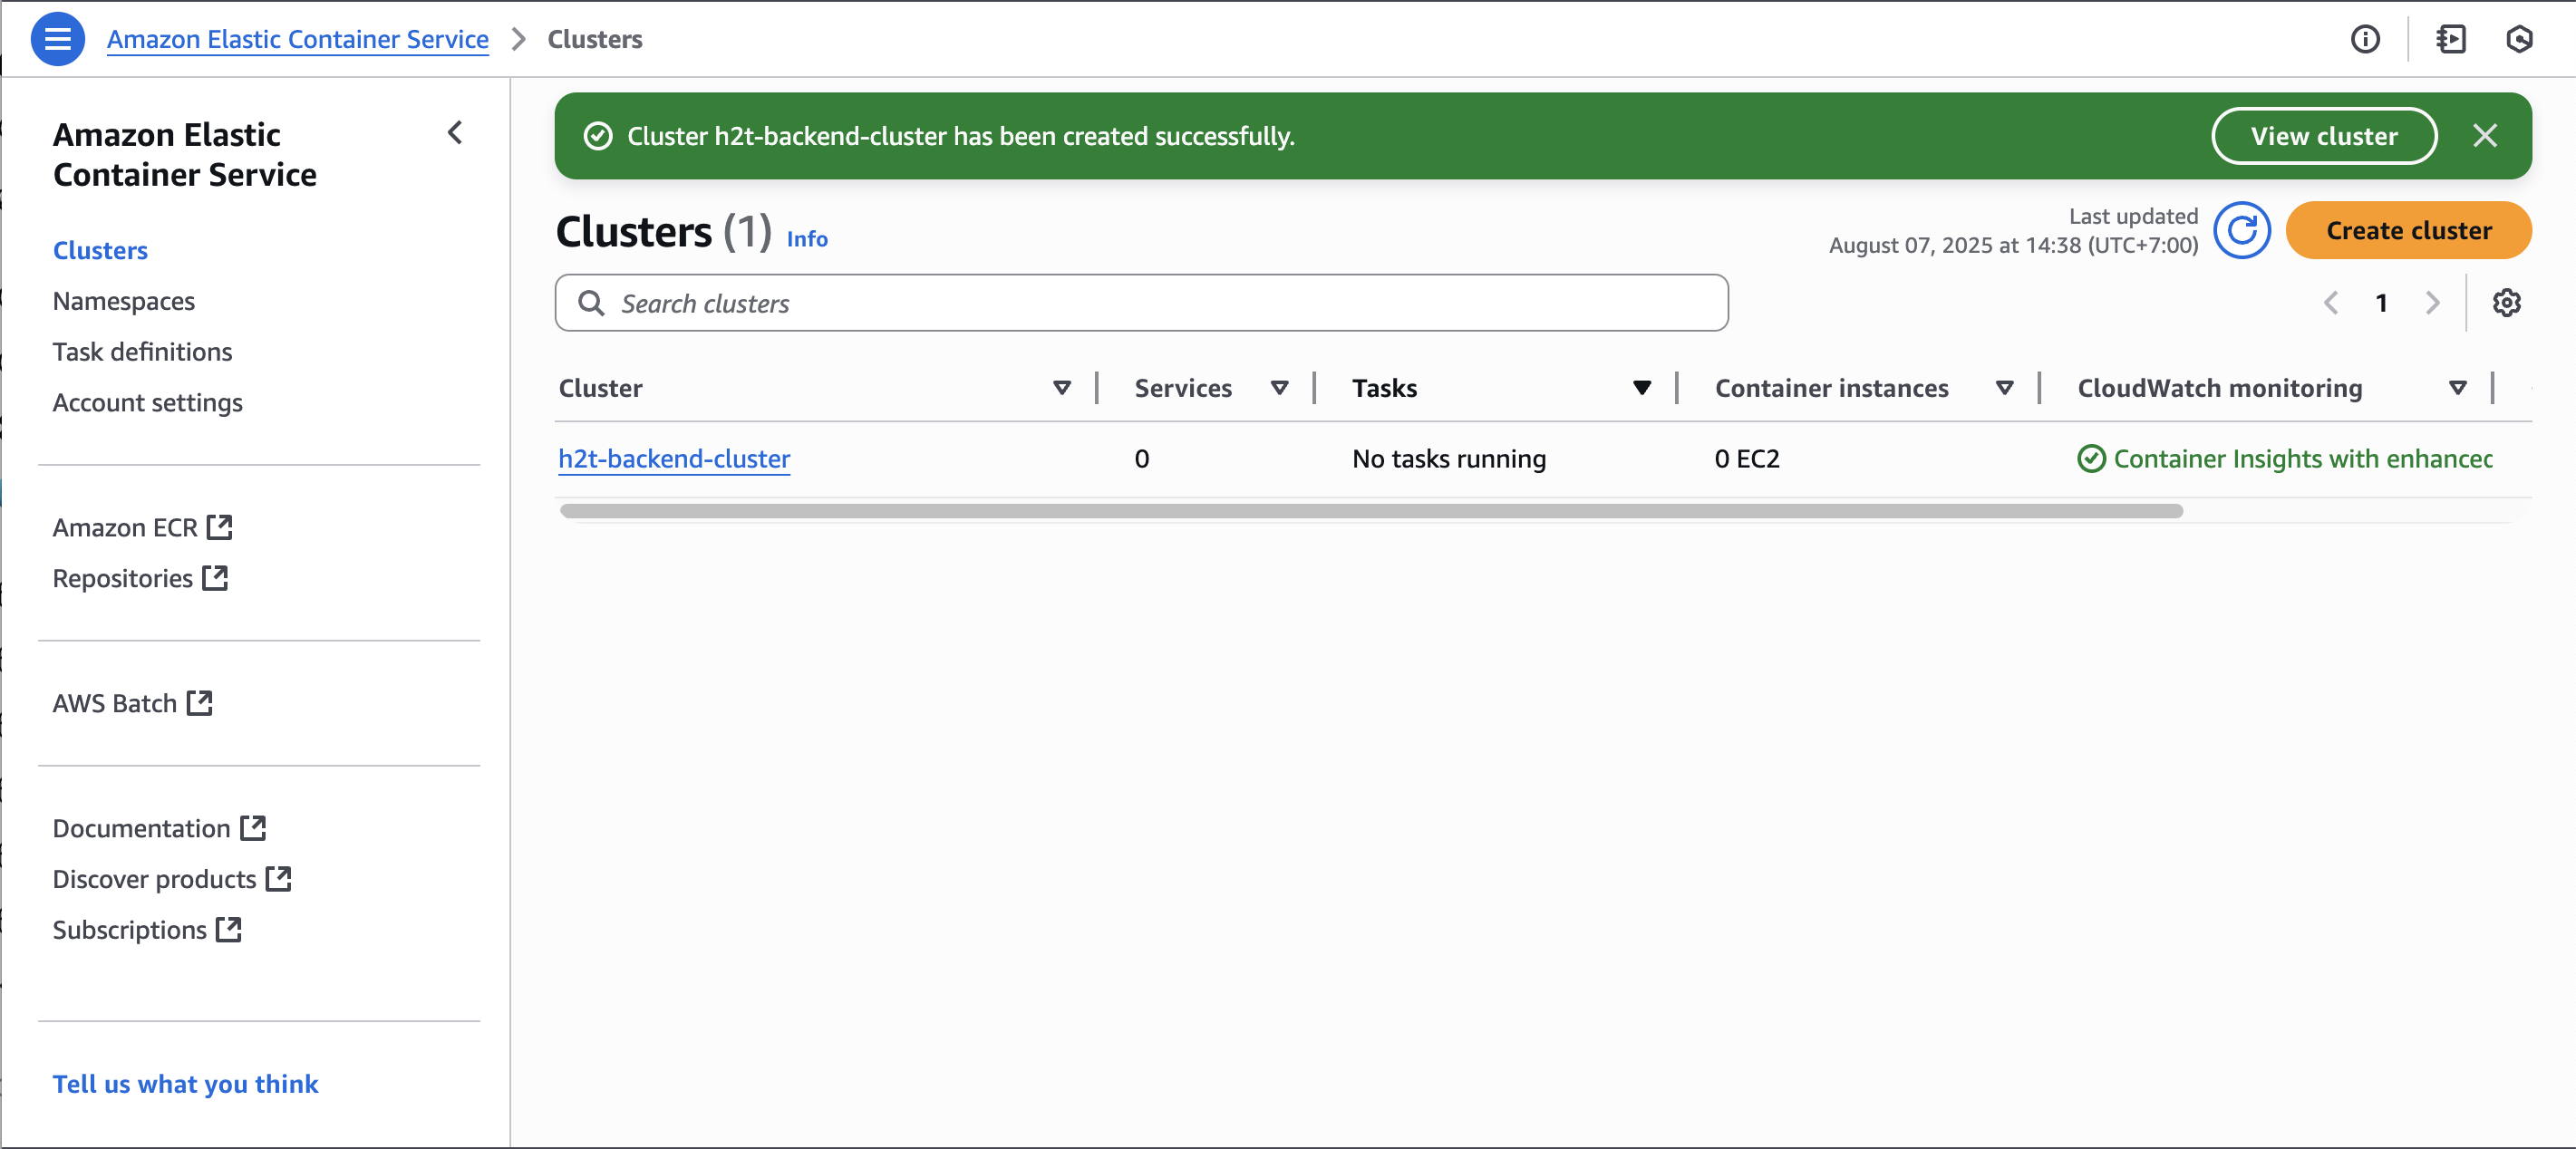 Amazon Elastic Container Service > Clusters
Amazon Elastic
Container Service
Clusters
Namespaces
Task definitions
Account settings
Amazon ECR
Repositories
AWS Batch
Documentation
Discover products
Subscriptions
Tell us what you think
Cluster h2t-backend-cluster has been created successfully.
View cluster
Clusters (1) Info
Last updated
August 07, 2025 at 14:38 (UTC+7:00)
Create cluster
Search clusters
1
Cluster Services Tasks Container instances CloudWatch monitoring
h2t-backend-cluster 0 No tasks running 0 EC2 Container Insights with enhanced